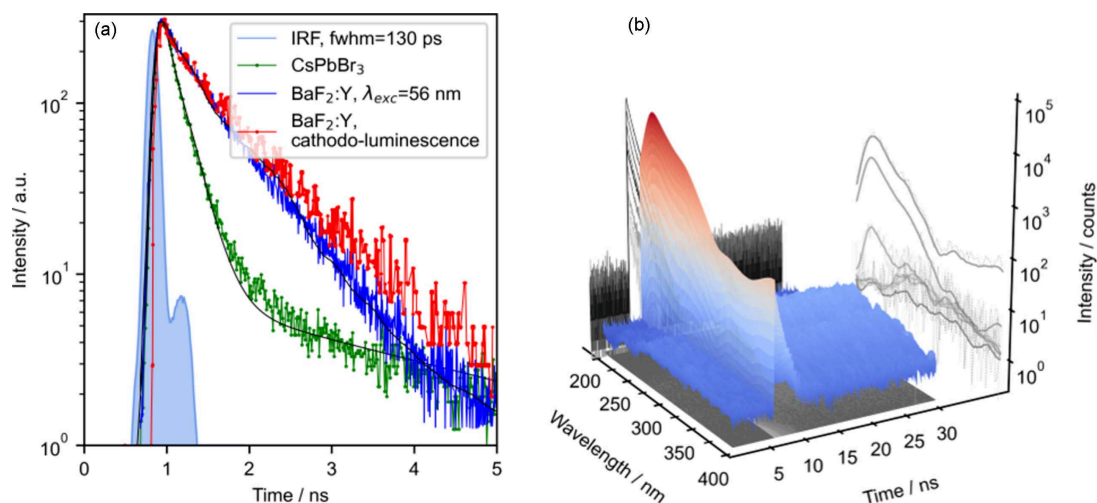 (a)
IRF, fwhm=130 ps
CsPbBr₃
BaF₂:Y, λₑₓ𝒸=56 nm
BaF₂:Y,
cathodo-luminescence
Intensity / a.u.
10²
10¹
10⁰
0 1 2 3 4 5
Time / ns
(b)
10⁵
10⁴
10³
10²
10¹
10⁰
Intensity / counts
200
250
300
350
400
Wavelength / nm
5
10
15
20
25
30
Time / ns